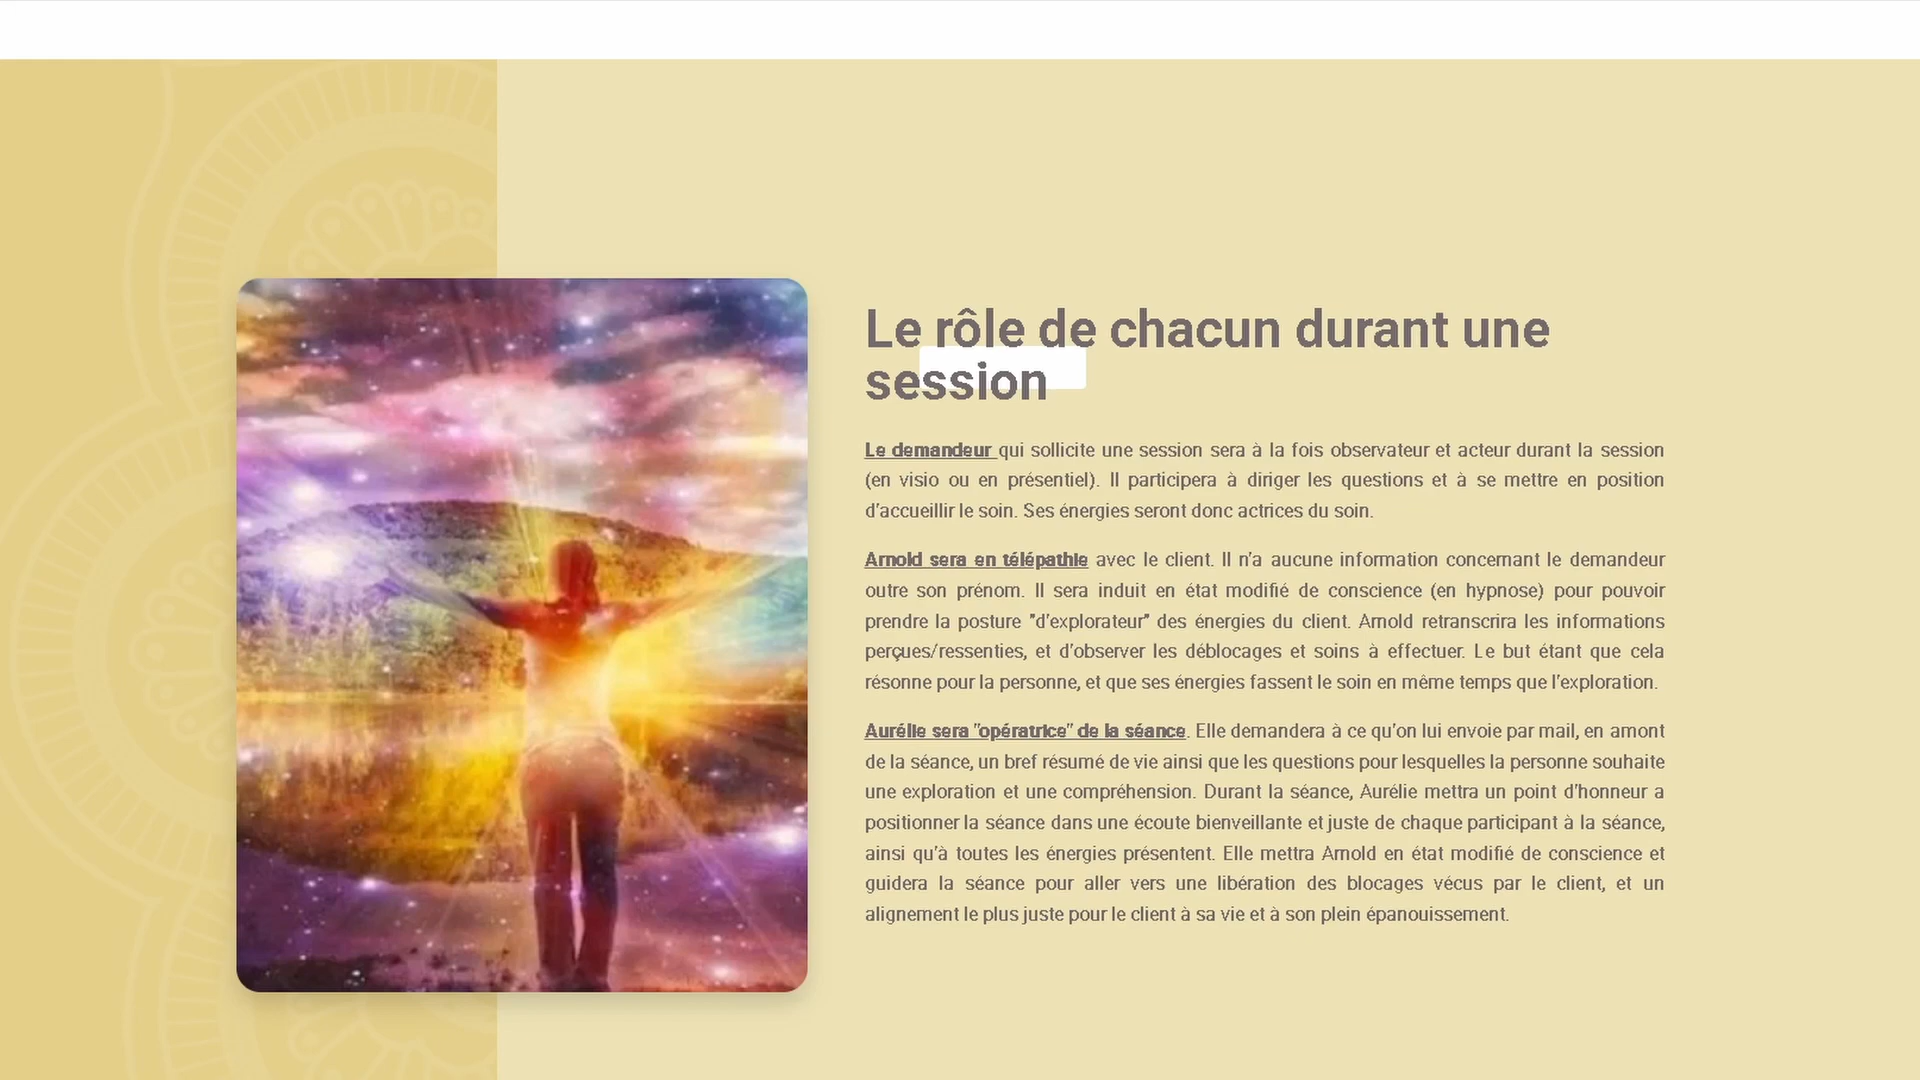 Le rôle de chacun durant une
session
Le demandeur qui sollicite une session sera à la fois observateur et acteur durant la session
(en visio ou en présentiel). Il participera à diriger les questions et à se mettre en position
d’accueillir le soin. Ses énergies seront donc actrices du soin.
Arnold sera en télépathie avec le client. Il n’a aucune information concernant le demandeur
outre son prénom. Il sera induit en état modifié de conscience (en hypnose) pour pouvoir
prendre la posture "d’explorateur" des énergies du client. Arnold retranscrira les informations
perçues/ressenties, et d’observer les déblocages et soins à effectuer. Le but étant que cela
résonne pour la personne, et que ses énergies fassent le soin en même temps que l’exploration.
Aurélie sera "opératrice" de la séance. Elle demandera à ce qu’on lui envoie par mail, en amont
de la séance, un bref résumé de vie ainsi que les questions pour lesquelles la personne souhaite
une exploration et une compréhension. Durant la séance, Aurélie mettra un point d’honneur a
positionner la séance dans une écoute bienveillante et juste de chaque participant à la séance,
ainsi qu’à toutes les énergies présentent. Elle mettra Arnold en état modifié de conscience et
guidera la séance pour aller vers une libération des blocages vécus par le client, et un
alignement le plus juste pour le client à sa vie et à son plein épanouissement.